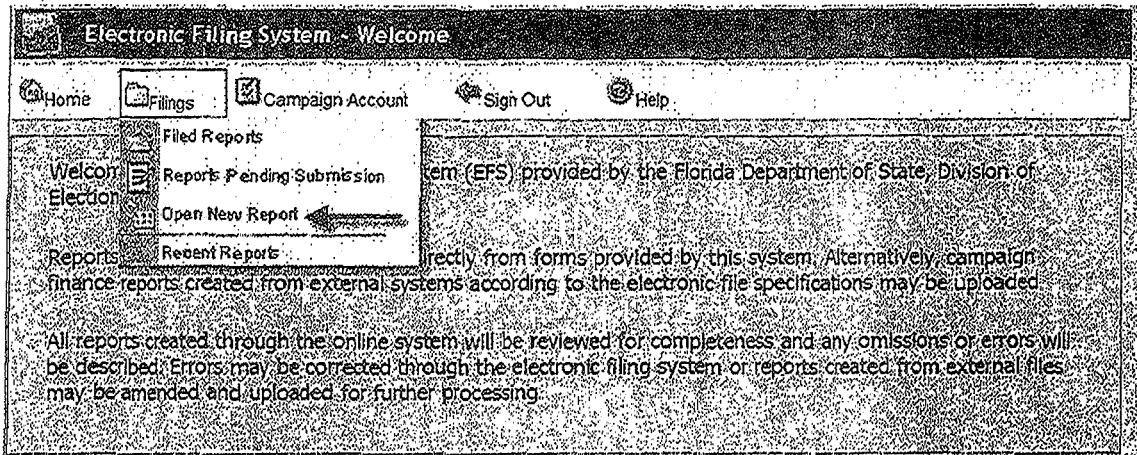 Electronic Filing System - Welcome
Home Filings Campaign Account Sign Out Help
Filed Reports
Reports Pending Submission
Open New Report
Recent Reports
Welcom tem (EFS) provided by the Florida Department of State, Division of
Election
Reports rectly from forms provided by this system. Alternatively, campaign
finance reports created from external systems according to the electronic file specifications may be uploaded
All reports created through the online system will be reviewed for completeness and any omissions or errors will
be described. Errors may be corrected through the electronic filing system or reports created from external files
may be amended and uploaded for further processing.